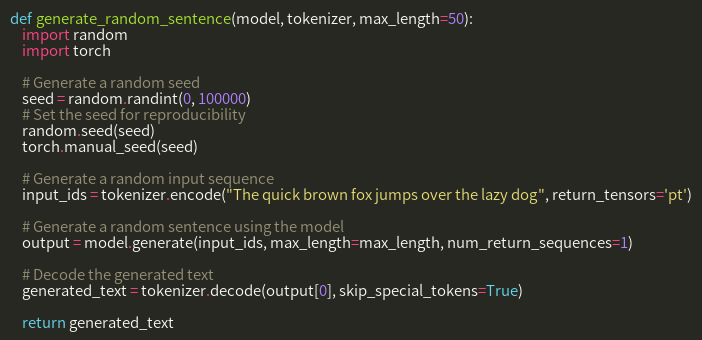 def generate_random_sentence(model, tokenizer, max_length=50):
    import random
    import torch

    # Generate a random seed
    seed = random.randint(0, 100000)
    # Set the seed for reproducibility
    random.seed(seed)
    torch.manual_seed(seed)

    # Generate a random input sequence
    input_ids = tokenizer.encode("The quick brown fox jumps over the lazy dog", return_tensors='pt')

    # Generate a random sentence using the model
    output = model.generate(input_ids, max_length=max_length, num_return_sequences=1)

    # Decode the generated text
    generated_text = tokenizer.decode(output[0], skip_special_tokens=True)

    return generated_text